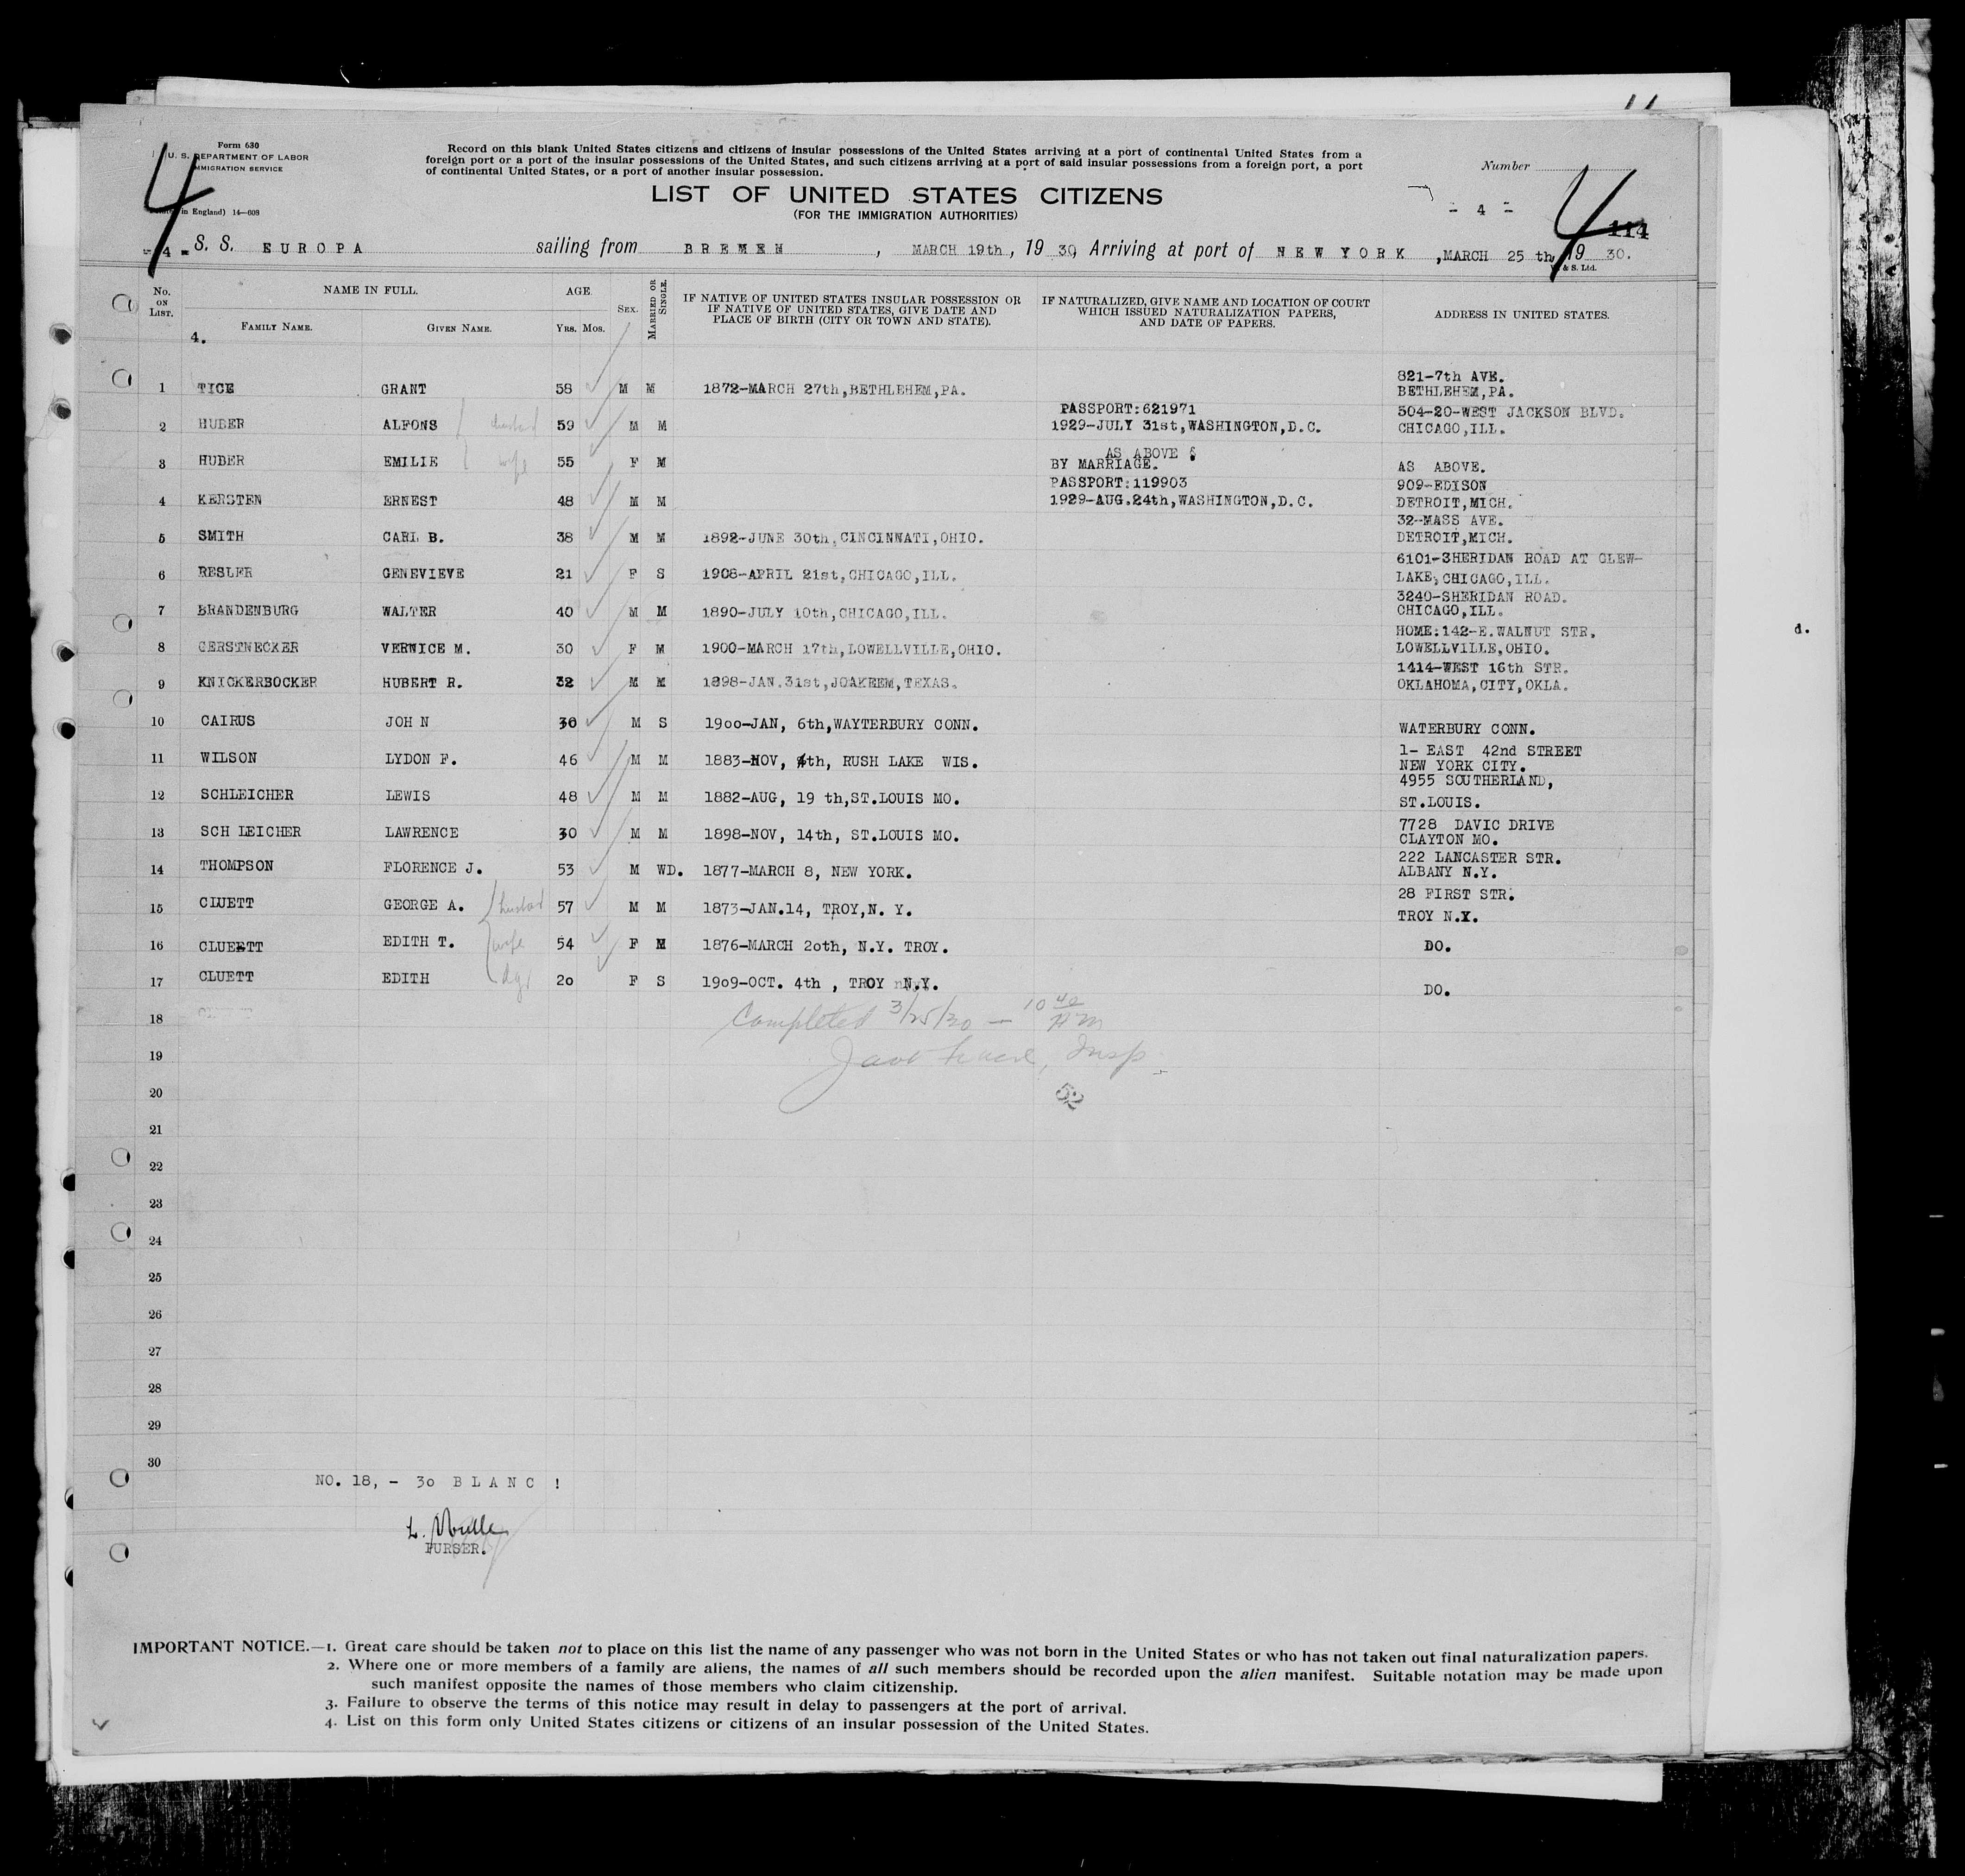 Form 630
U. S. DEPARTMENT OF LABOR
IMMIGRATION SERVICE
in England) 14—608
4
Record on this blank United States citizens and citizens of insular possessions of the United States arriving at a port of continental United States from a
foreign port or a port of the insular possessions of the United States, and such citizens arriving at a port of said insular possessions from a foreign port, a port
of continental United States, or a port of another insular possession.
LIST OF UNITED STATES CITIZENS
(FOR THE IMMIGRATION AUTHORITIES)
Number
- 4 -
4
114
- 4 - S. S. EUROPA sailing from BREMEN, MARCH 19th, 19 30, Arriving at port of NEW YORK, MARCH 25 th, 19 30.
& S. Ltd.
No. ON LIST. NAME IN FULL. AGE SEX. MARRIED OR SINGLE. IF NATIVE OF UNITED STATES INSULAR POSSESSION OR IF NATIVE OF UNITED STATES, GIVE DATE AND PLACE OF BIRTH (CITY OR TOWN AND STATE). IF NATURALIZED, GIVE NAME AND LOCATION OF COURT WHICH ISSUED NATURALIZATION PAPERS, AND DATE OF PAPERS. ADDRESS IN UNITED STATES.
FAMILY NAME. GIVEN NAME. YRS. MOS.
4.
1 TICE GRANT 58 M M 1872-MARCH 27th,BETHLEHEM,PA. 821-7th AVE. BETHLEHEM,PA.
2 HUBER ALFONS husband 59 M M PASSPORT:621971 1929-JULY 31st,WASHINGTON,D.C. 504-20-WEST JACKSON BLVD. CHICAGO,ILL.
3 HUBER EMILIE wife 55 F M AS ABOVE & BY MARRIAGE. AS ABOVE.
4 KERSTEN ERNEST 48 M M PASSPORT:119903 1929-AUG.24th,WASHINGTON,D.C. 909-EDISON DETROIT,MICH.
5 SMITH CARL B. 38 M M 1892-JUNE 30th,CINCINNATI,OHIO. 32-MASS AVE. DETROIT,MICH.
6 RESLER GENEVIEVE 21 F S 1908-APRIL 21st,CHICAGO,ILL. 6101-SHERIDAN ROAD AT GLEW-LAKE,CHICAGO,ILL.
7 BRANDENBURG WALTER 40 M M 1890-JULY 10th,CHICAGO,ILL. 3240-SHERIDAN ROAD. CHICAGO,ILL.
8 GERSTNECKER VERNICE M. 30 F M 1900-MARCH 17th,LOWELLVILLE,OHIO. HOME:142-E.WALNUT STR. LOWELLVILLE,OHIO.
9 KNICKERBOCKER HUBERT R. 32 M M 1898-JAN.31st,JOAKEEM,TEXAS. 1414-WEST 16th STR. OKLAHOMA,CITY,OKLA.
10 CAIRUS JOH N 30 M S 19oo-JAN, 6th,WAYTERBURY CONN. WATERBURY CONN.
11 WILSON LYDON F. 46 M M 1883-NOV, 4th, RUSH LAKE WIS. 1- EAST 42nd STREET NEW YORK CITY.
12 SCHLEICHER LEWIS 48 M M 1882-AUG, 19 th,ST.LOUIS MO. 4955 SOUTHERLAND, ST.LOUIS.
13 SCH LEICHER LAWRENCE 30 M M 1898-NOV, 14th, ST.LOUIS MO. 7728 DAVIC DRIVE CLAYTON MO.
14 THOMPSON FLORENCE J. 53 M WD. 1877-MARCH 8, NEW YORK. 222 LANCASTER STR. ALBANY N.Y.
15 CLUETT GEORGE A. husband 57 M M 1873-JAN.14, TROY,N. Y. 28 FIRST STR. TROY N.Y.
16 CLUEETT EDITH T. wife 54 F M 1876-MARCH 2oth, N.Y. TROY. DO.
17 CLUETT EDITH dgt 2o F S 19o9-OCT. 4th , TROY N.Y. DO.
18
Completed 3/25/30 — 10 40 AM
19
Insp.
20
52
21
22
23
24
25
26
27
28
29
30
NO. 18, - 3o B L A N C !
PURSER.
IMPORTANT NOTICE.—1. Great care should be taken not to place on this list the name of any passenger who was not born in the United States or who has not taken out final naturalization papers.
2. Where one or more members of a family are aliens, the names of all such members should be recorded upon the alien manifest. Suitable notation may be made upon
such manifest opposite the names of those members who claim citizenship.
3. Failure to observe the terms of this notice may result in delay to passengers at the port of arrival.
4. List on this form only United States citizens or citizens of an insular possession of the United States.
d.